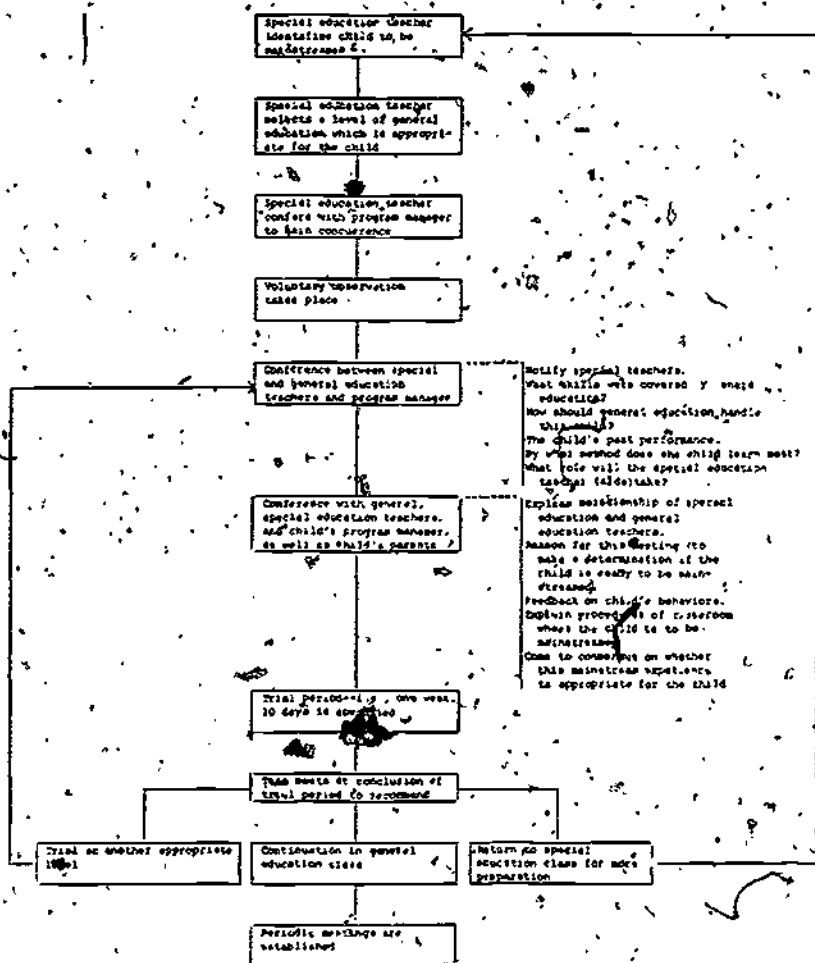 Special education teacher
identifies child to be
mainstreamed
Special education teacher
selects a level of general
education which is appropri-
ate for the child
Special education teacher
confers with program manager
to gain concurrence
Voluntary observation
takes place
Conference between special
and general education
teachers and program manager
Notify special teachers.
What skills were covered
education?
How should general education handle
this child?
The child's past performance.
By what method does the child learn best?
What role will the special education
teacher (aide) take?
Conference with general,
special education teachers,
and child's program manager,
as well as child's parents
Explain relationship of special
education and general
education teachers.
Reason for this meeting (to
make a determination if the
child is ready to be main-
streamed)
Feedback on child's behaviors.
Explain procedures of classroom
where the child is to be
mainstreamed
Come to consensus on whether
this mainstream experience
is appropriate for the child
Trial period one week,
10 days is
Team meets at conclusion of
trial period to recommend
Trial at another appropriate
level
Continuation in general
education class
Return to special
education class for more
preparation
Periodic meetings are
established